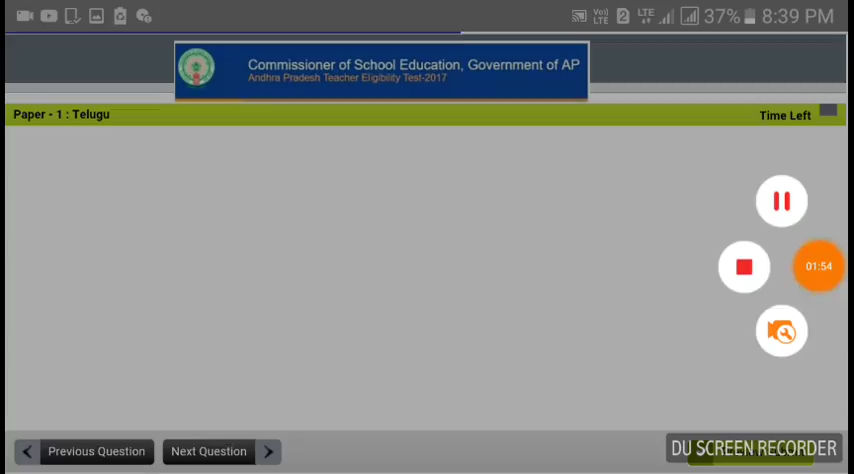 Vo)) LTE 2 LTE 37% 8:39 PM
Commissioner of School Education, Government of AP
Andhra Pradesh Teacher Eligibility Test-2017
Paper - 1 : Telugu
Time Left
01:54
Previous Question
Next Question
DU SCREEN RECORDER